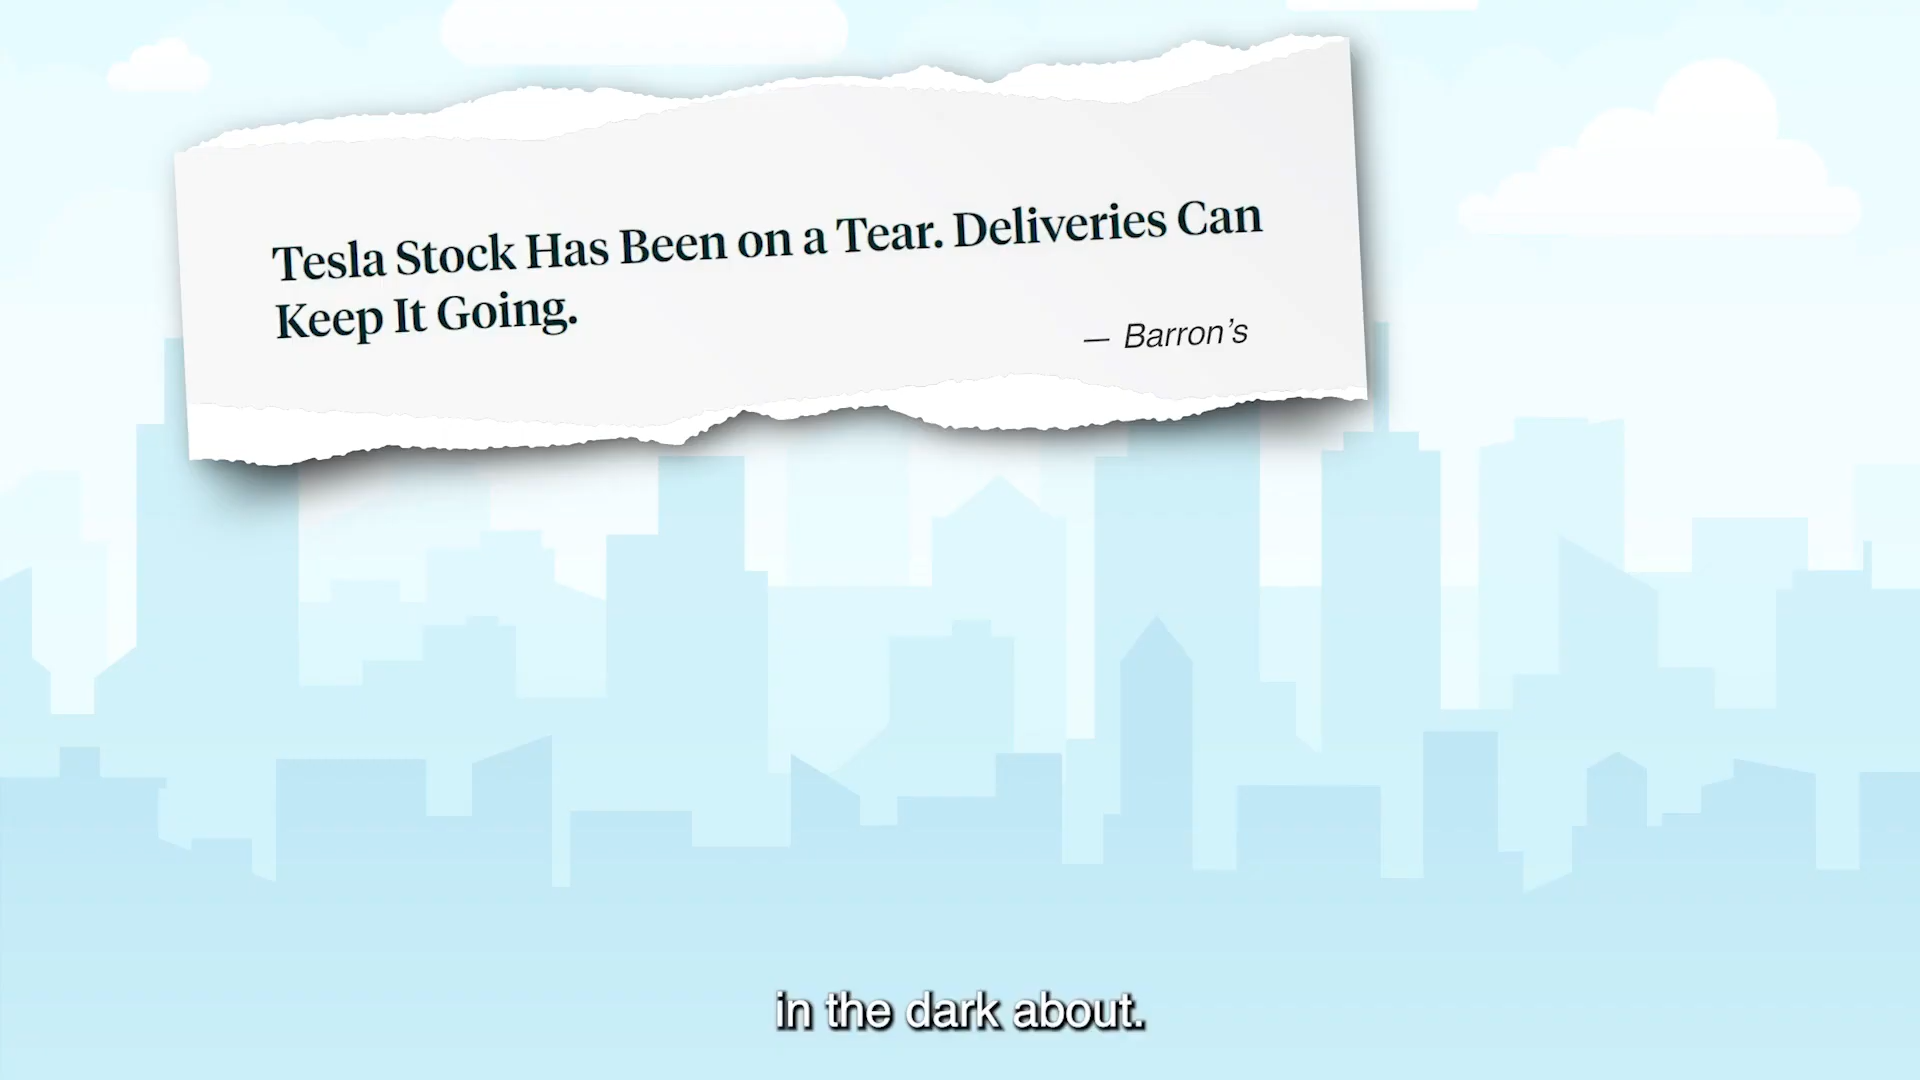 Tesla Stock Has Been on a Tear. Deliveries Can
Keep It Going.
— Barron’s
in the dark about.